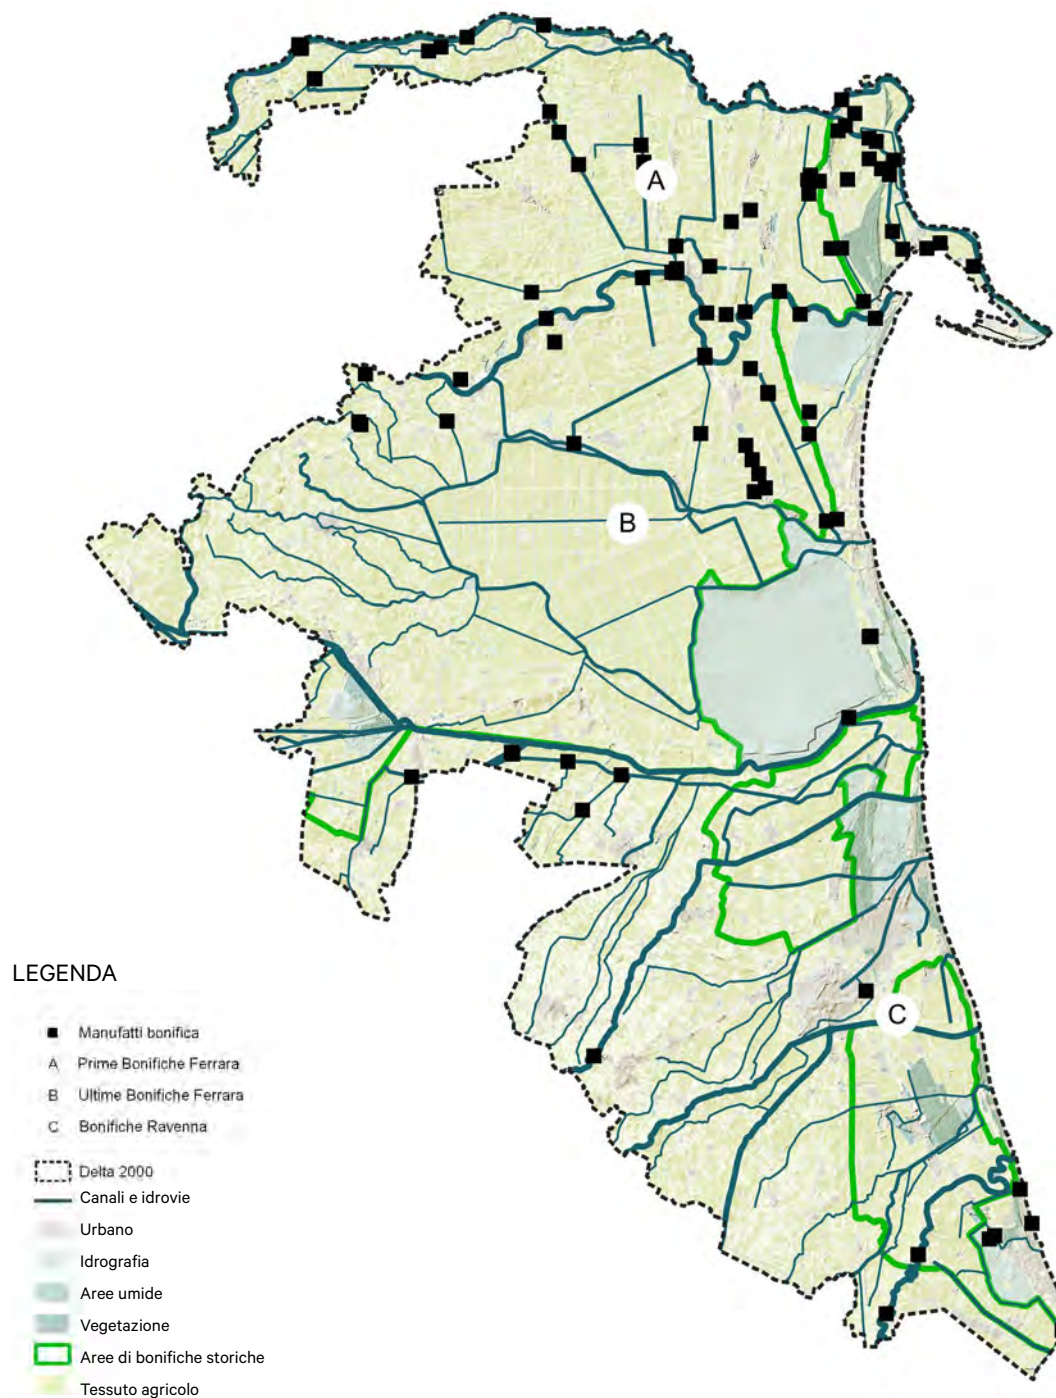 A
B
C
LEGENDA
Manufatti bonifica
A Prime Bonifiche Ferrara
B Ultime Bonifiche Ferrara
C Bonifiche Ravenna
Delta 2000
Canali e idrovie
Urbano
Idrografia
Aree umide
Vegetazione
Aree di bonifiche storiche
Tessuto agricolo